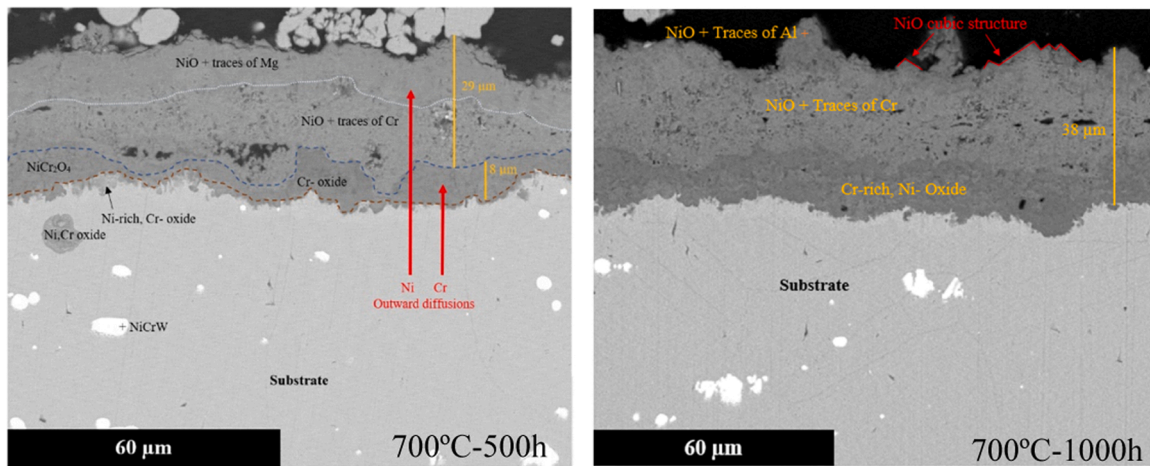 NiO + traces of Mg
29 µm
NiO + traces of Cr
NiCr₂O₄
Cr- oxide
8 µm
Ni-rich, Cr- oxide
Ni,Cr oxide
Ni Cr
Outward diffusions
+ NiCrW
Substrate
60 µm
700ºC-500h
NiO + Traces of Al +
NiO cubic structure
NiO + Traces of Cr
38 µm
Cr-rich, Ni- Oxide
Substrate
60 µm
700ºC-1000h